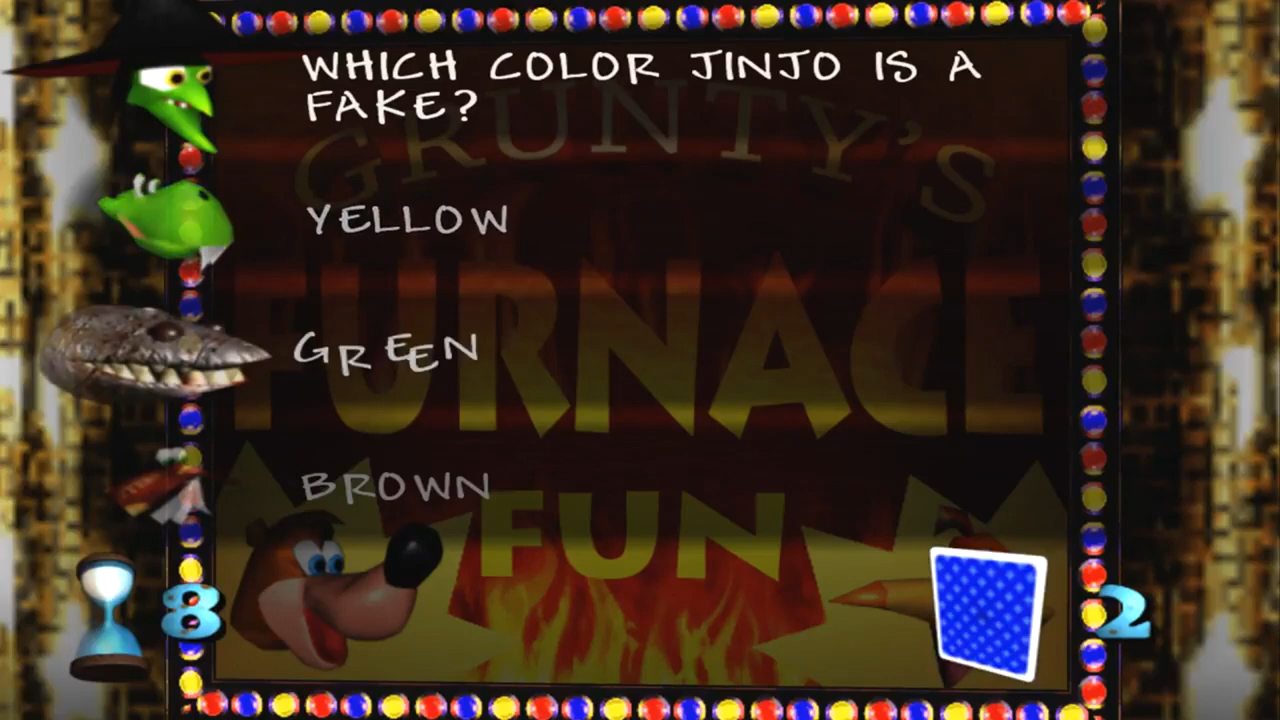 WHICH COLOR JINJO IS A
FAKE?
GRUNTY'S
YELLOW
FURNACE
GREEN
BROWN
FUN
8
2